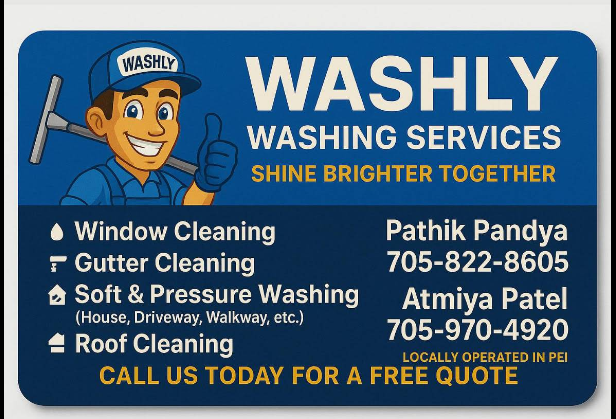 WASHLY
WASHLY
WASHING SERVICES
SHINE BRIGHTER TOGETHER
Window Cleaning
Gutter Cleaning
Soft & Pressure Washing
(House, Driveway, Walkway, etc.)
Roof Cleaning
Pathik Pandya
705-822-8605
Atmiya Patel
705-970-4920
LOCALLY OPERATED IN PEI
CALL US TODAY FOR A FREE QUOTE